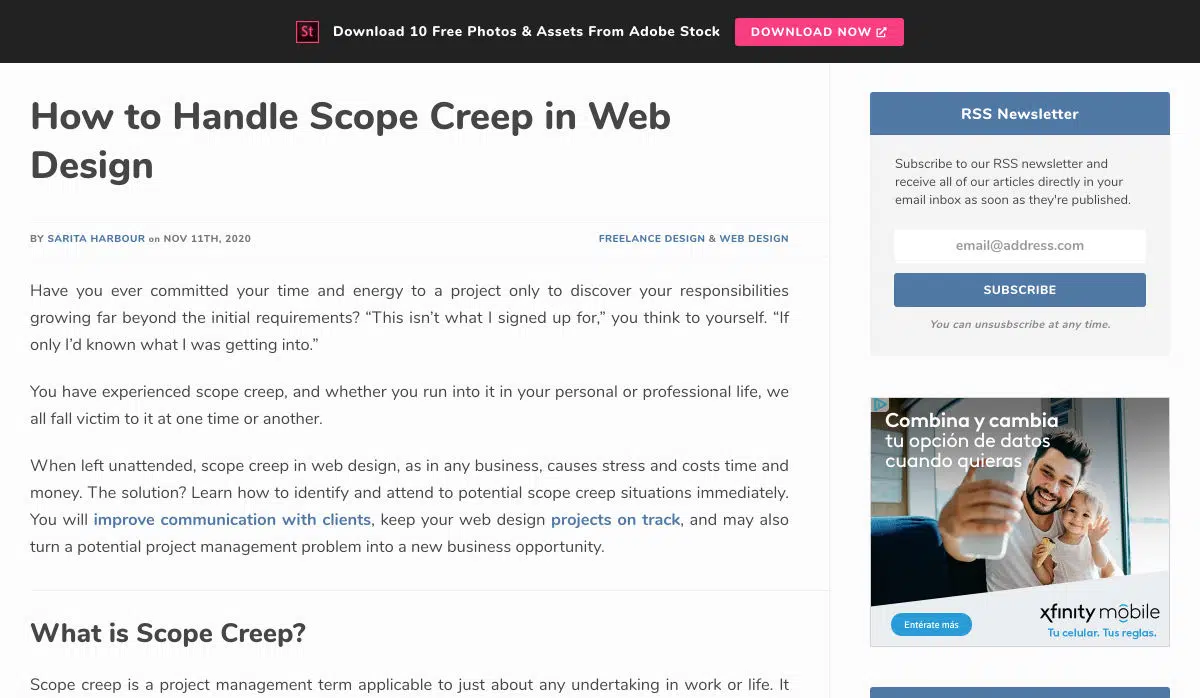 St Download 10 Free Photos & Assets From Adobe Stock DOWNLOAD NOW
How to Handle Scope Creep in Web
Design
BY SARITA HARBOUR on NOV 11TH, 2020
FREELANCE DESIGN & WEB DESIGN
Have you ever committed your time and energy to a project only to discover your responsibilities
growing far beyond the initial requirements? “This isn’t what I signed up for,” you think to yourself. “If
only I’d known what I was getting into.”
You have experienced scope creep, and whether you run into it in your personal or professional life, we
all fall victim to it at one time or another.
When left unattended, scope creep in web design, as in any business, causes stress and costs time and
money. The solution? Learn how to identify and attend to potential scope creep situations immediately.
You will improve communication with clients, keep your web design projects on track, and may also
turn a potential project management problem into a new business opportunity.
What is Scope Creep?
Scope creep is a project management term applicable to just about any undertaking in work or life. It
RSS Newsletter
Subscribe to our RSS newsletter and
receive all of our articles directly in your
email inbox as soon as they're published.
email@address.com
SUBSCRIBE
You can unsusbscribe at any time.
Combina y cambia
tu opción de datos
cuando quieras
xfinity mobile
Entérate más
Tu celular. Tus reglas.